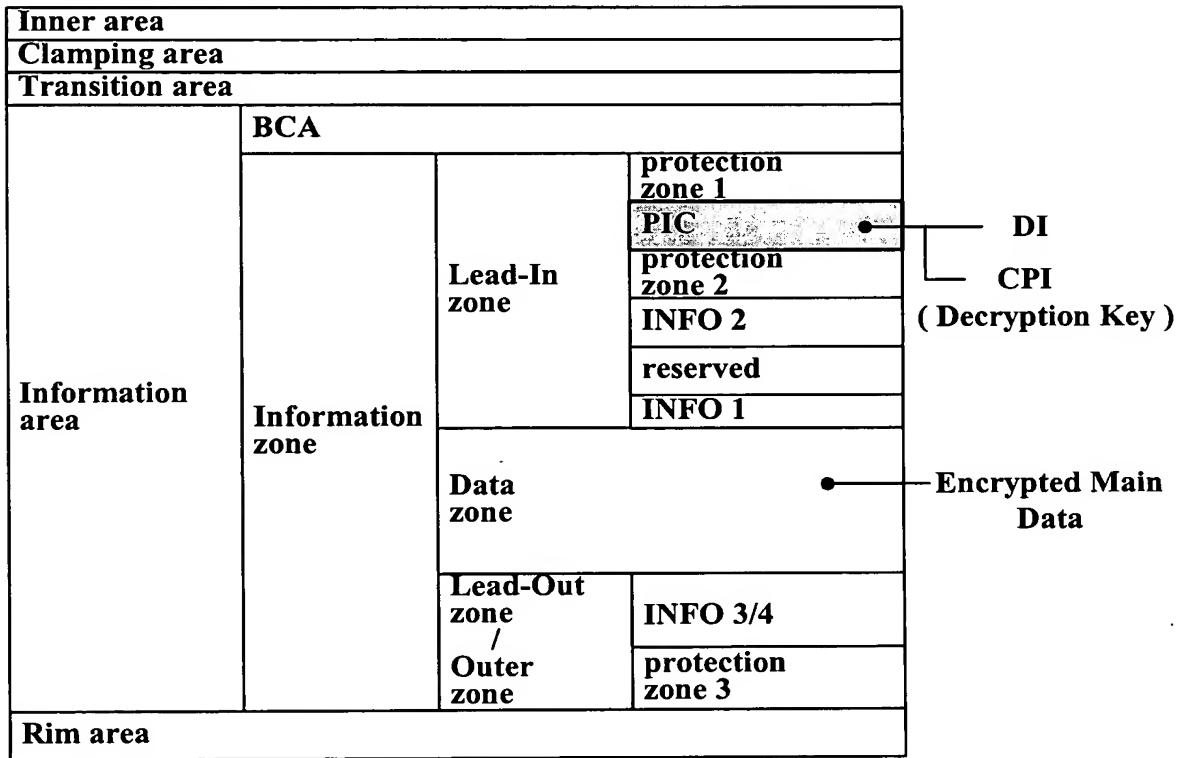 Inner area
Clamping area
Transition area
BCA
protection
zone 1
PIC
DI
protection
zone 2
CPI
( Decryption Key )
Lead-In
zone
INFO 2
reserved
INFO 1
Information
area
Information
zone
Data
zone
Encrypted Main
Data
Lead-Out
zone
/
Outer
zone
INFO 3/4
protection
zone 3
Rim area